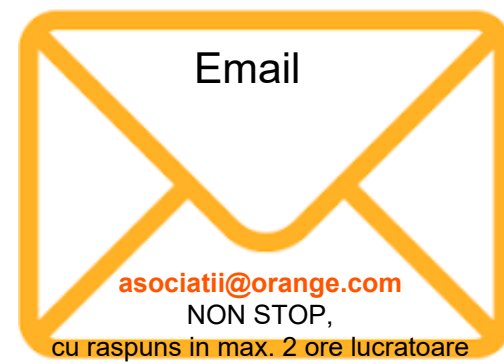 Email
asociatii@orange.com
NON STOP,
cu raspuns in max. 2 ore lucratoare